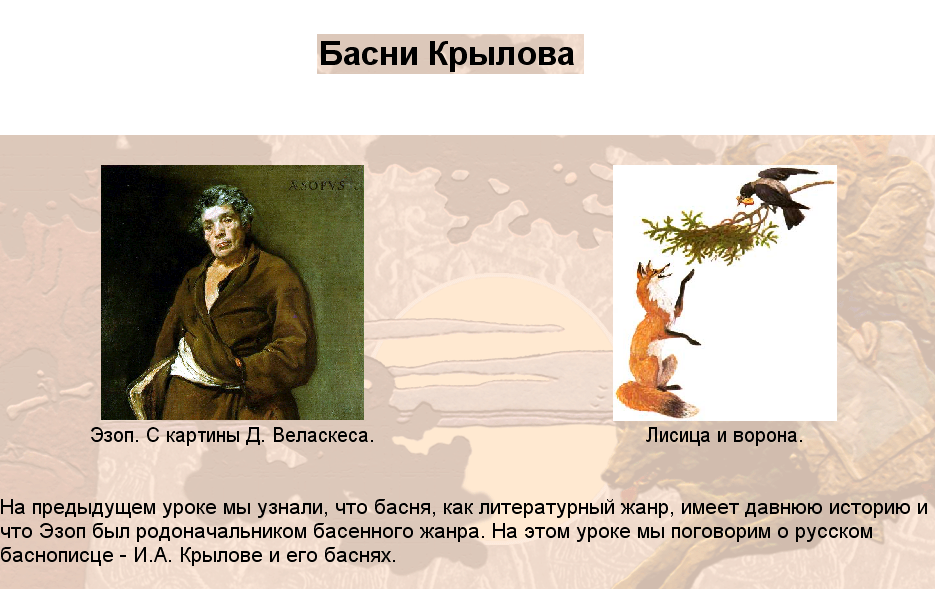 Басни Крылова
ÆSOPVS
Эзоп. С картины Д. Веласкеса.
Лисица и ворона.
На предыдущем уроке мы узнали, что басня, как литературный жанр, имеет давнюю историю и
что Эзоп был родоначальником басенного жанра. На этом уроке мы поговорим о русском
баснописце - И.А. Крылове и его баснях.